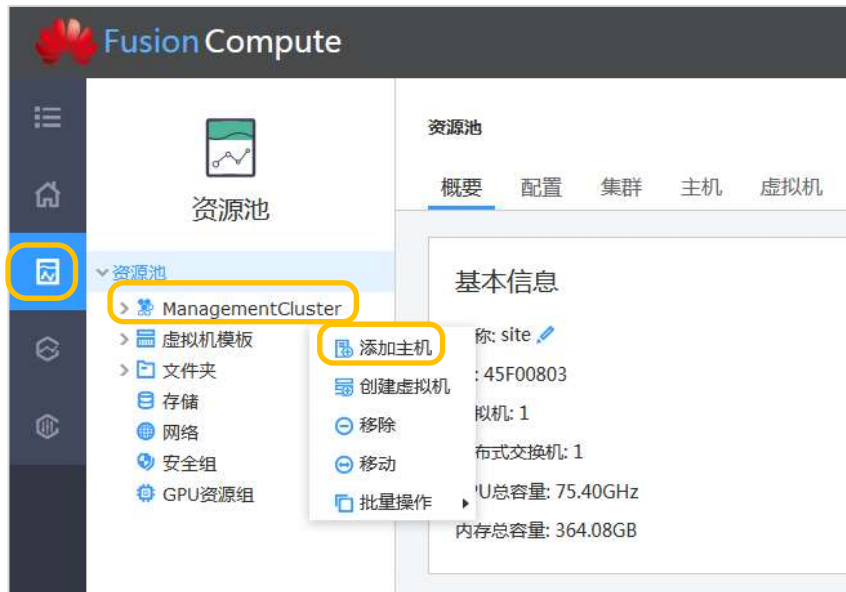 Fusion Compute
资源池
资源池
ManagementCluster
虚拟机模板
文件夹
存储
网络
安全组
GPU资源组
添加主机
创建虚拟机
移除
移动
批量操作
资源池
概要 配置 集群 主机 虚拟机
基本信息
称: site
: 45F00803
拟机: 1
布式交换机: 1
PU总容量: 75.40GHz
内存总容量: 364.08GB